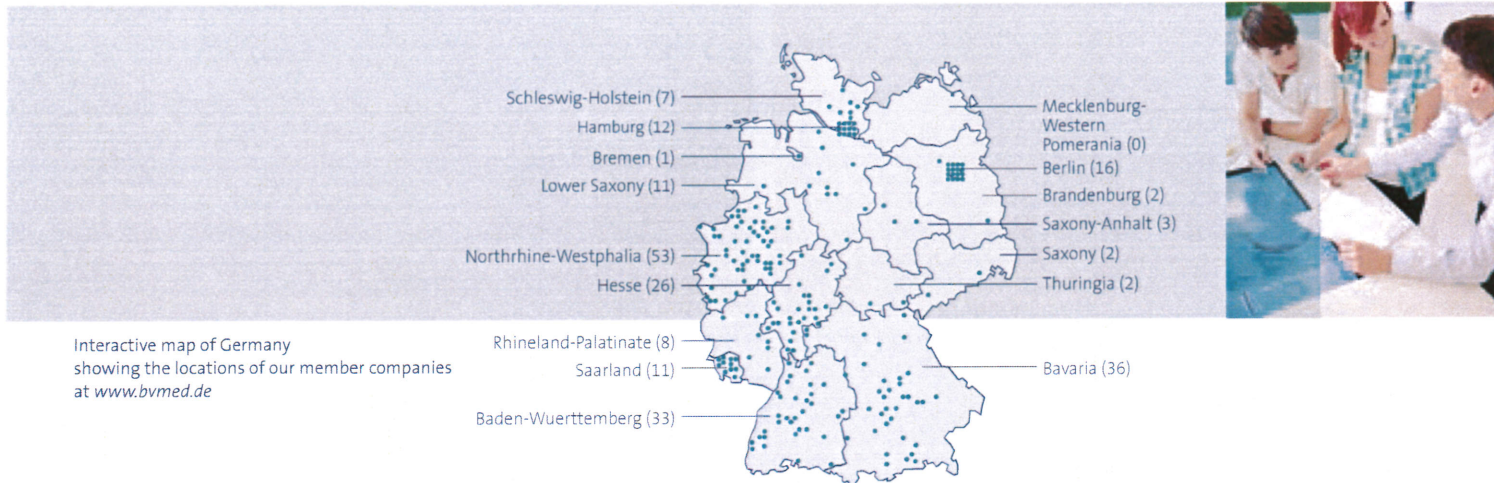 Schleswig-Holstein (7)
Hamburg (12)
Bremen (1)
Lower Saxony (11)
Northrhine-Westphalia (53)
Hesse (26)
Rhineland-Palatinate (8)
Saarland (11)
Baden-Wuerttemberg (33)
Mecklenburg-
Western
Pomerania (0)
Berlin (16)
Brandenburg (2)
Saxony-Anhalt (3)
Saxony (2)
Thuringia (2)
Bavaria (36)
Interactive map of Germany
showing the locations of our member companies
at www.bvmed.de